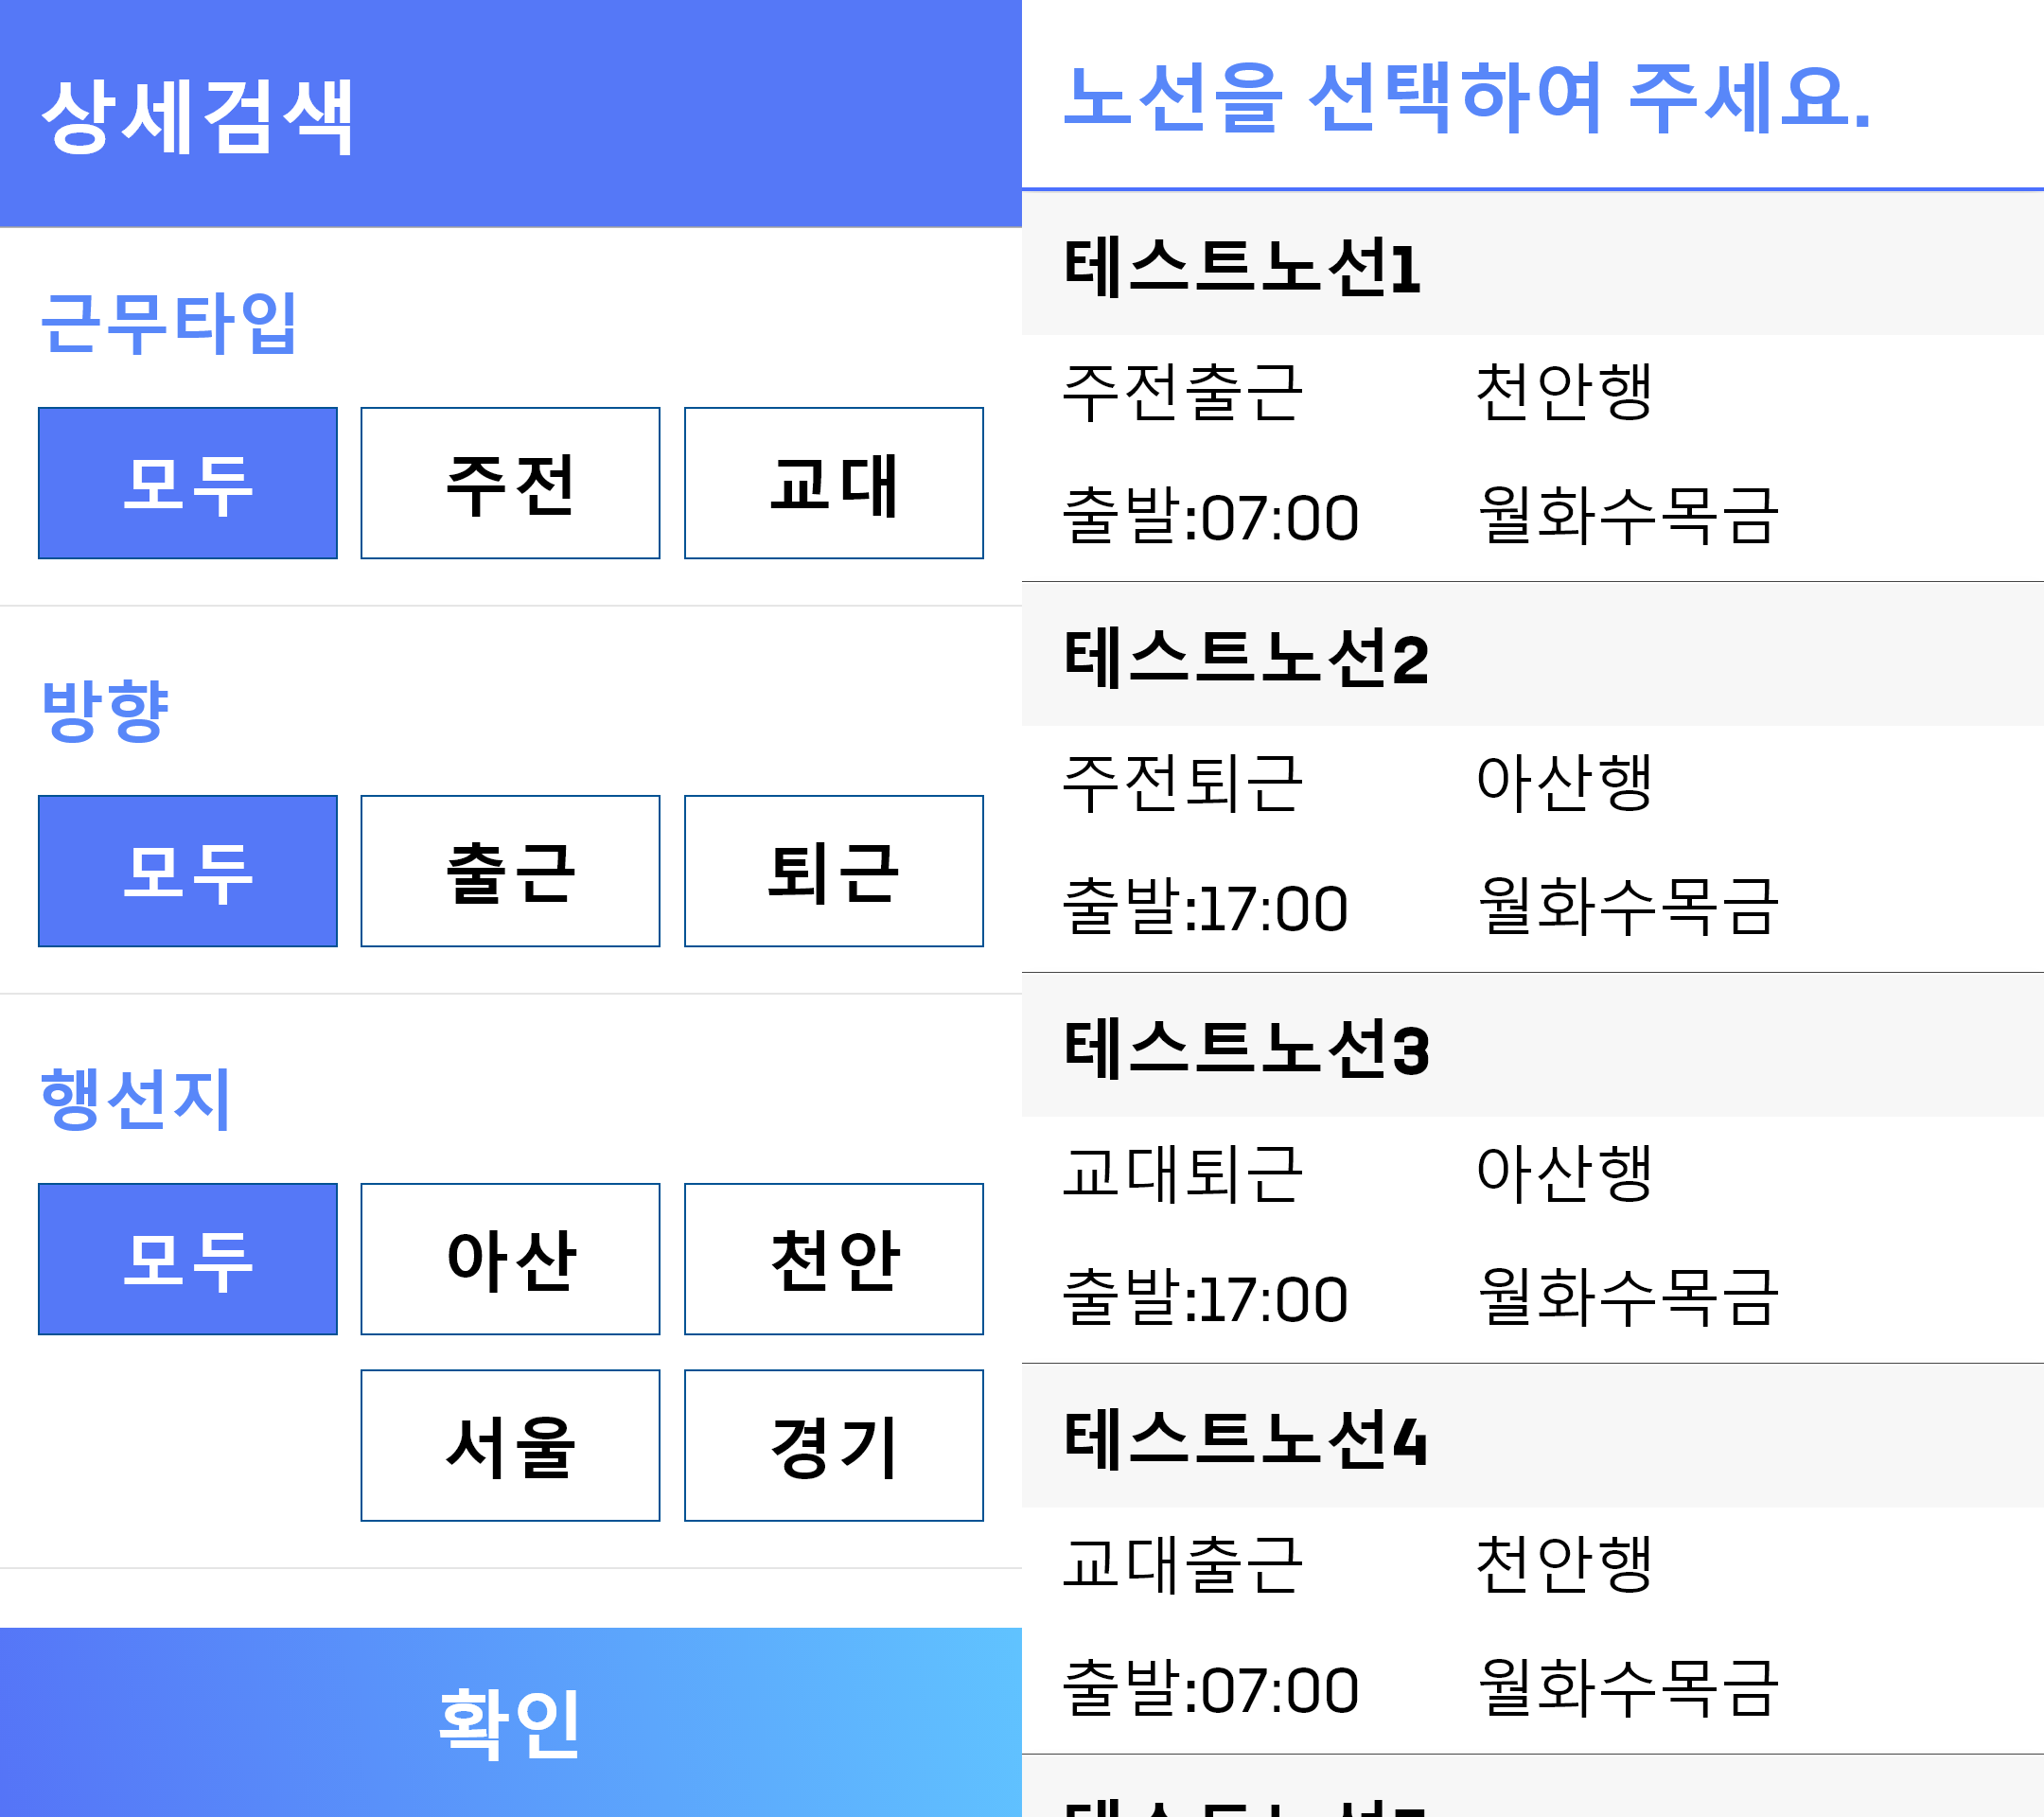 상세검색
근무타입
모두 주전 교대
방향
모두 출근 퇴근
행선지
모두 아산 천안
서울 경기
확인
노선을 선택하여 주세요.
테스트노선1
주전출근 천안행
출발:07:00 월화수목금
테스트노선2
주전퇴근 아산행
출발:17:00 월화수목금
테스트노선3
교대퇴근 아산행
출발:17:00 월화수목금
테스트노선4
교대출근 천안행
출발:07:00 월화수목금